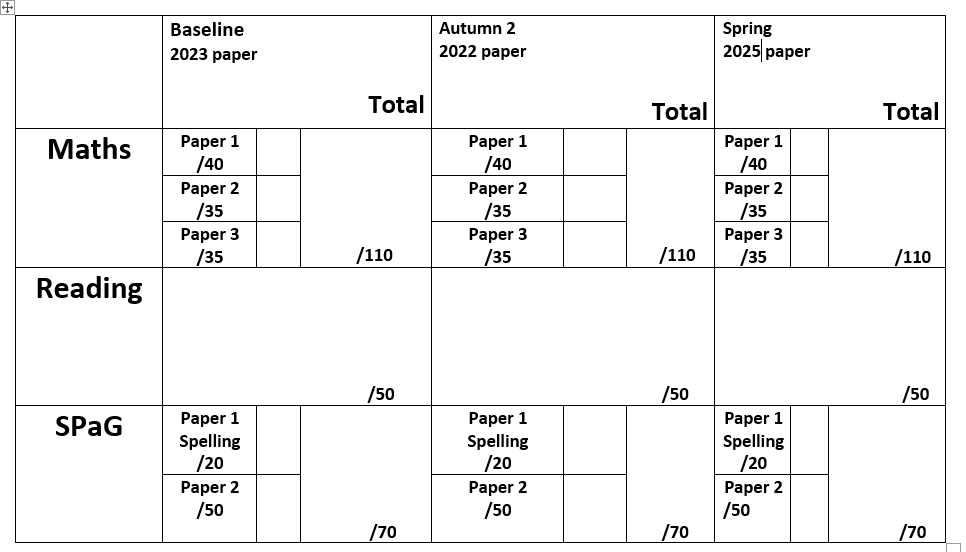 Baseline
2023 paper
Total
Autumn 2
2022 paper
Total
Spring
2025 paper
Total
Maths
Paper 1
/40
Paper 2
/35
Paper 3
/35
/110
Paper 1
/40
Paper 2
/35
Paper 3
/35
/110
Paper 1
/40
Paper 2
/35
Paper 3
/35
/110
Reading
/50
/50
/50
SPaG
Paper 1
Spelling
/20
Paper 2
/50
/70
Paper 1
Spelling
/20
Paper 2
/50
/70
Paper 1
Spelling
/20
Paper 2
/50
/70